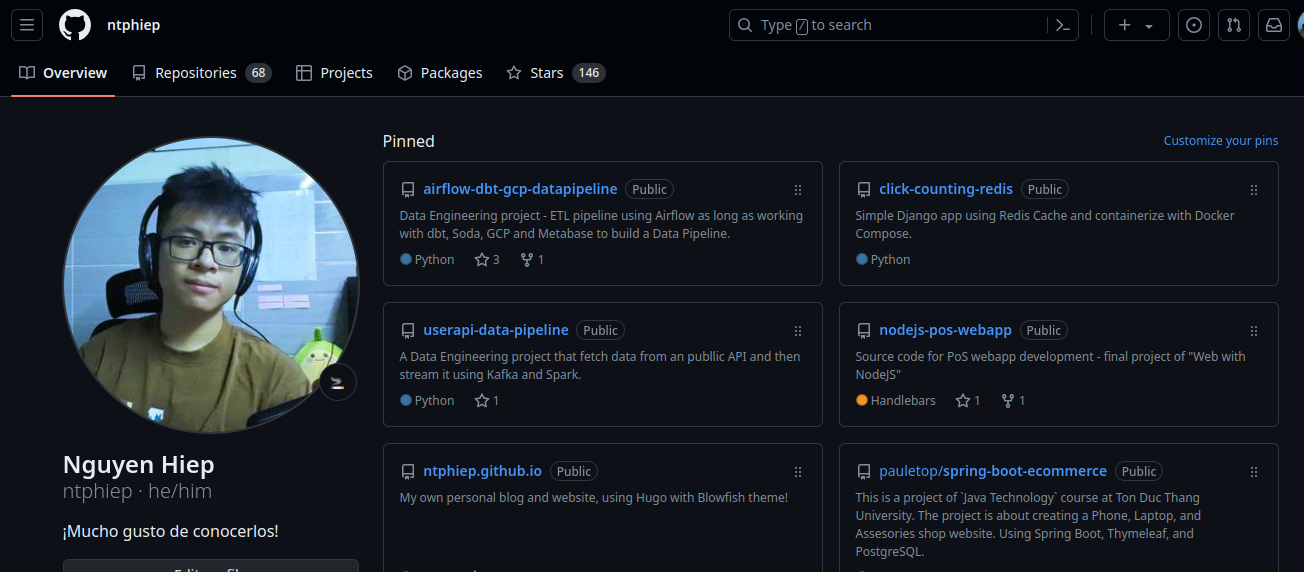 ntphiep
Type / to search
Overview
Repositories 68
Projects
Packages
Stars 146
Pinned
Customize your pins
airflow-dbt-gcp-datapipeline Public
Data Engineering project - ETL pipeline using Airflow as long as working
with dbt, Soda, GCP and Metabase to build a Data Pipeline.
Python 3 1
click-counting-redis Public
Simple Django app using Redis Cache and containerize with Docker
Compose.
Python
userapi-data-pipeline Public
A Data Engineering project that fetch data from an publlic API and then
stream it using Kafka and Spark.
Python 1
nodejs-pos-webapp Public
Source code for PoS webapp development - final project of "Web with
NodeJS"
Handlebars 1 1
ntphiep.github.io Public
My own personal blog and website, using Hugo with Blowfish theme!
pauletop/spring-boot-ecommerce Public
This is a project of `Java Technology` course at Ton Duc Thang
University. The project is about creating a Phone, Laptop, and
Assesories shop website. Using Spring Boot, Thymeleaf, and
PostgreSQL.
Nguyen Hiep
ntphiep · he/him
¡Mucho gusto de conocerlos!